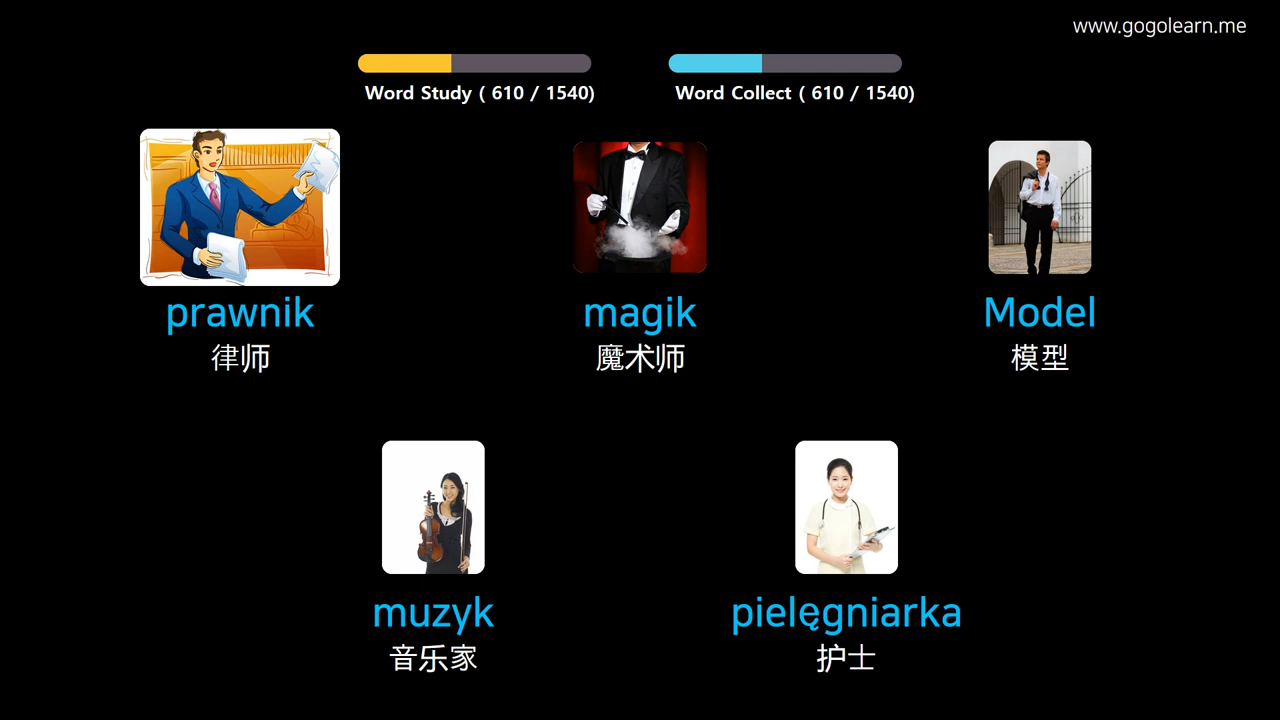 www.gogolearn.me
Word Study ( 610 / 1540)
Word Collect ( 610 / 1540)
prawnik
律师
magik
魔术师
Model
模型
muzyk
音乐家
pielęgniarka
护士